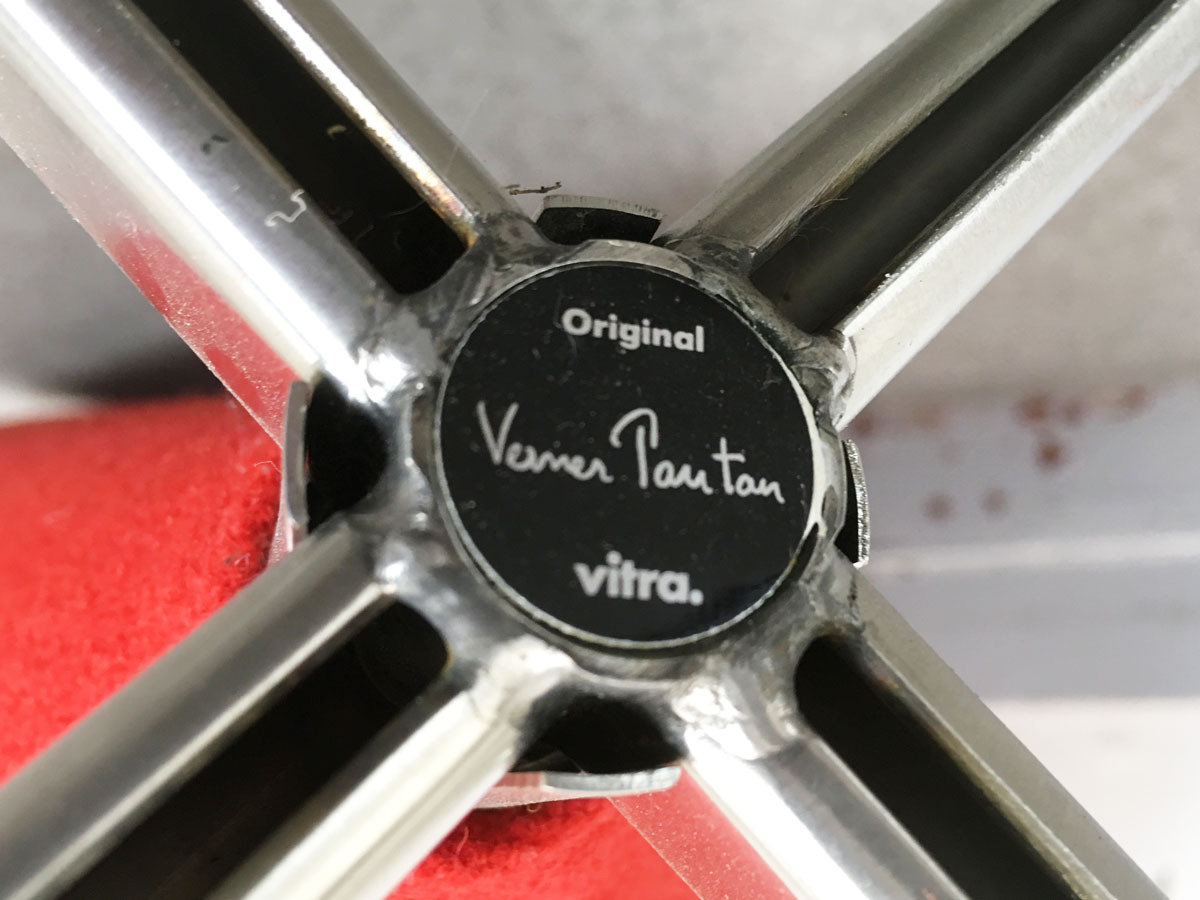 Original
Verner Panton
vitra.